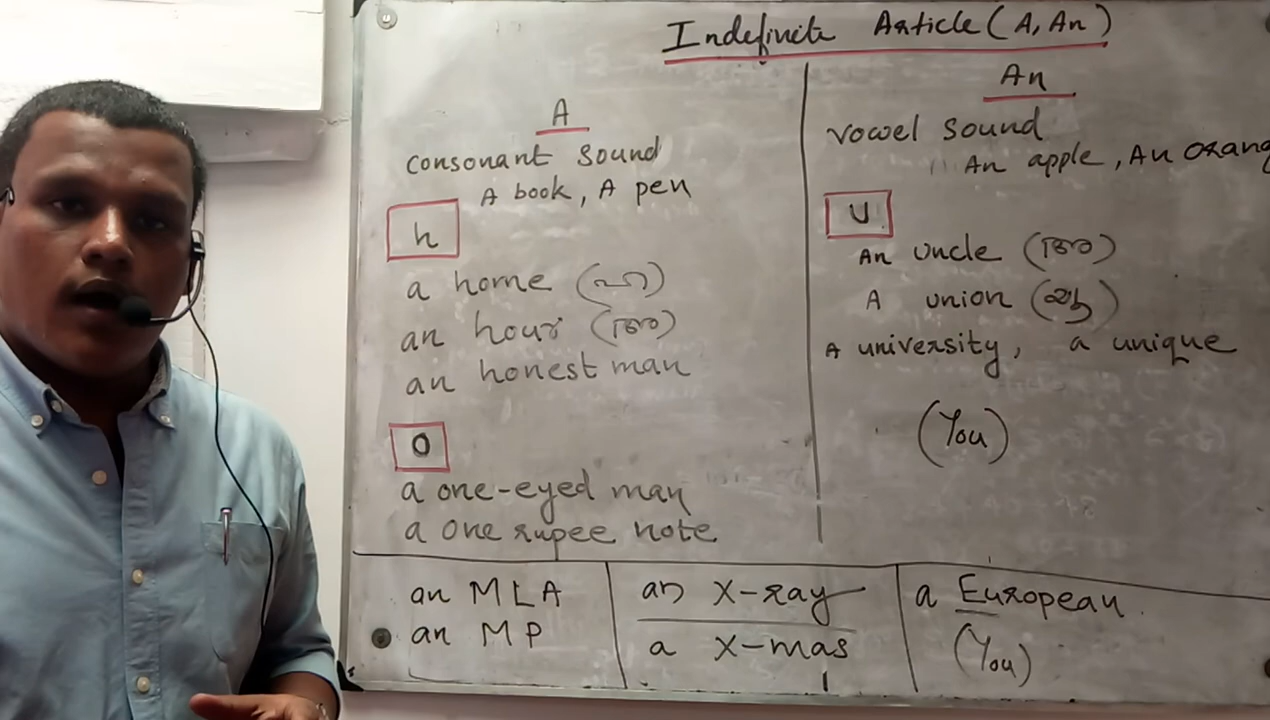 Indefinite Article (A, An)
A
consonant sound
A book, A pen
h
a home (ഹ)
an hour (അ)
an honest man
O
a one-eyed man
a one rupee note
An
vowel sound
An apple, An orang
U
An uncle (അ)
A union (യു)
A university, a unique
(You)
an MLA
an MP
an X-ray
a X-mas
a European
(You)